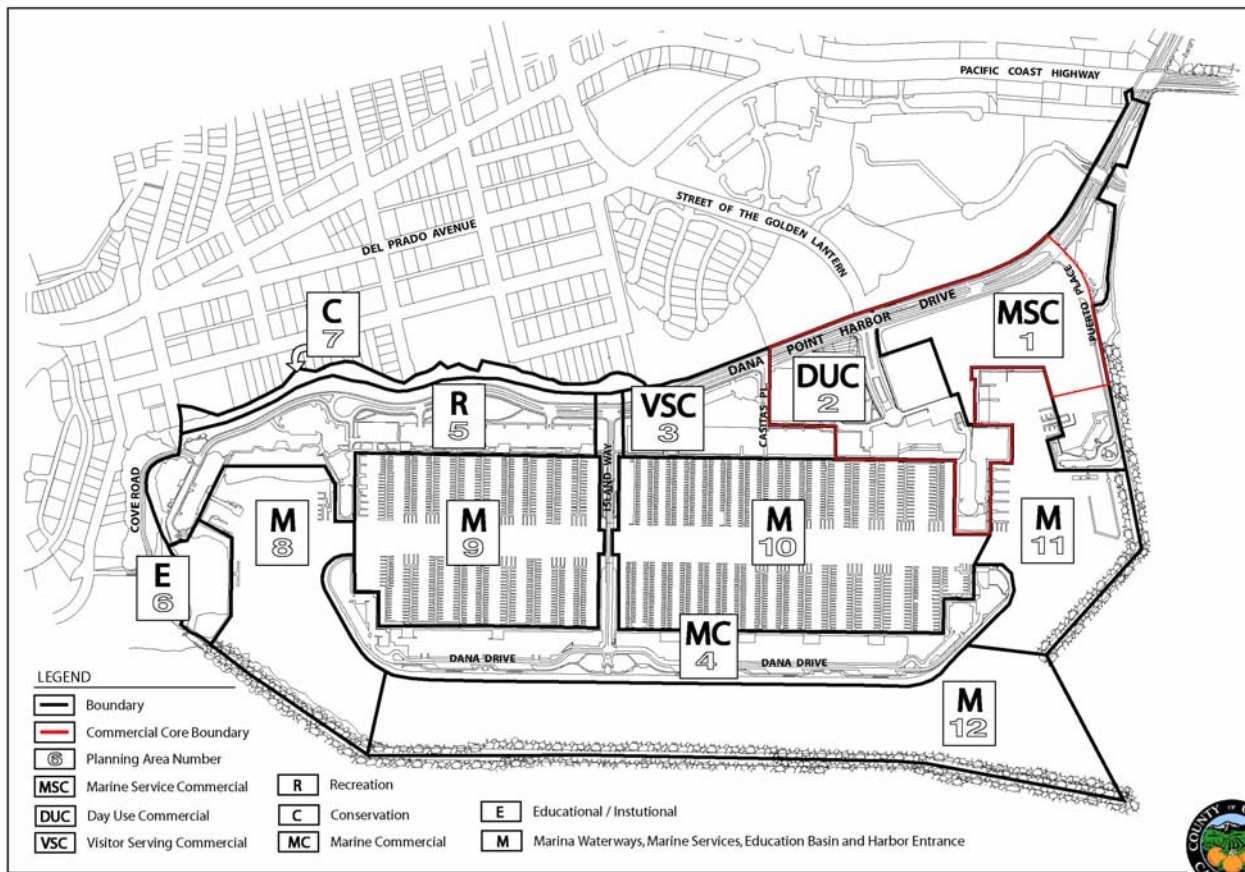 PACIFIC COAST HIGHWAY
STREET OF THE GOLDEN LANTERN
DEL PRADO AVENUE
DANA POINT HARBOR DRIVE
PUERTO PLACE
C
7
MSC
1
DUC
2
R
5
VSC
3
CASITAS PL.
ISLAND WAY
COVE ROAD
M
8
M
9
M
10
M
11
E
6
MC
4
DANA DRIVE
DANA DRIVE
M
12
LEGEND
Boundary
Commercial Core Boundary
6 Planning Area Number
MSC Marine Service Commercial
DUC Day Use Commercial
VSC Visitor Serving Commercial
R Recreation
C Conservation
MC Marine Commercial
E Educational / Instutional
M Marina Waterways, Marine Services, Education Basin and Harbor Entrance
COUNTY OF